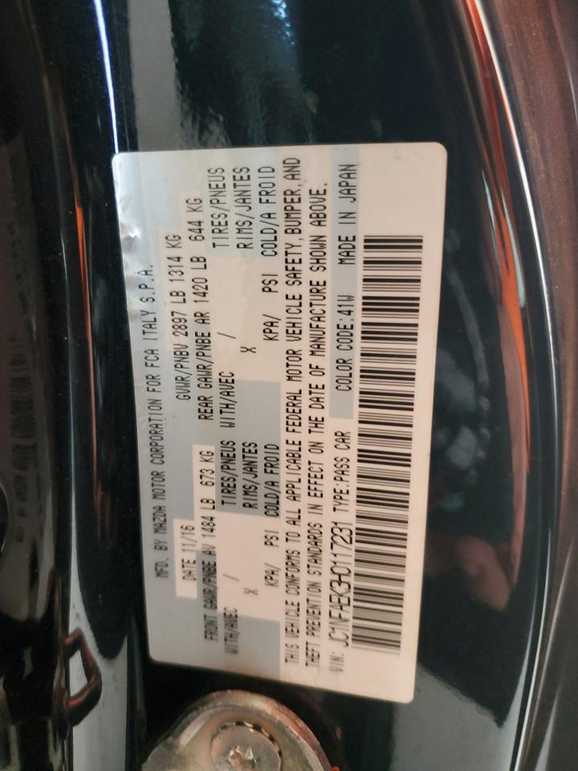 MFD. BY MAZDA MOTOR CORPORATION FOR FCA ITALY S.P.A.
DATE 11/16 GVWR/PNBV 2897 LB 1314 KG
FRONT GAWR/PNBE AV 1484 LB 673 KG REAR GAWR/PNBE AR 1420 LB 644 KG
WITH/AVEC / TIRES/PNEUS WITH/AVEC / TIRES/PNEUS
X RIMS/JANTES X RIMS/JANTES
KPA/ PSI COLD/A FROID KPA/ PSI COLD/A FROID
THIS VEHICLE CONFORMS TO ALL APPLICABLE FEDERAL MOTOR VEHICLE SAFETY, BUMPER, AND
THEFT PREVENTION STANDARDS IN EFFECT ON THE DATE OF MANUFACTURE SHOWN ABOVE.
VIN: JC1NFAEK3H0117231 TYPE:PASS CAR COLOR CODE:41W MADE IN JAPAN